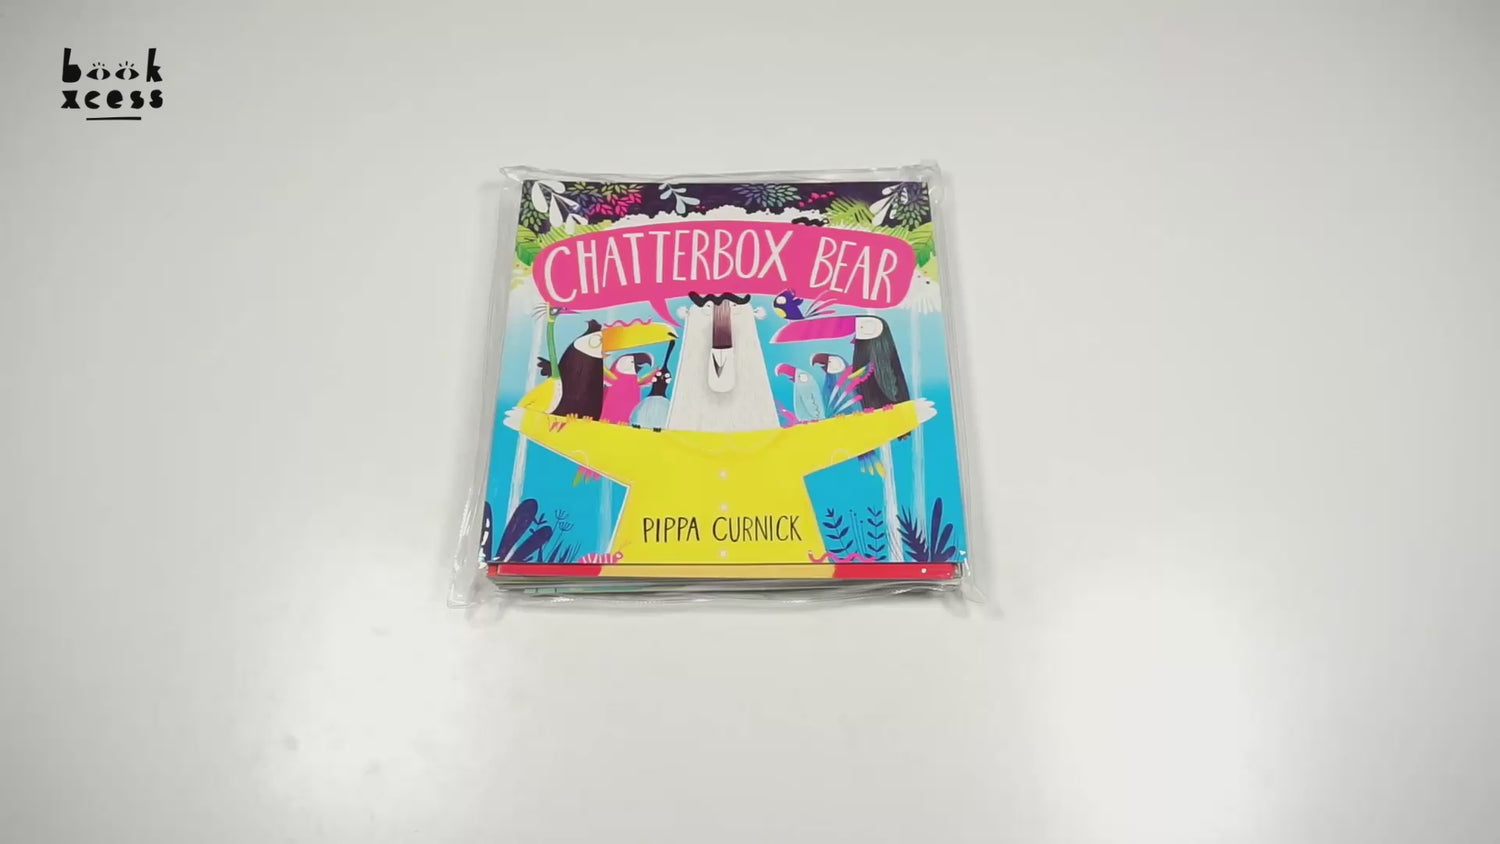 book
xcess
CHATTERBOX BEAR
PIPPA CURNICK